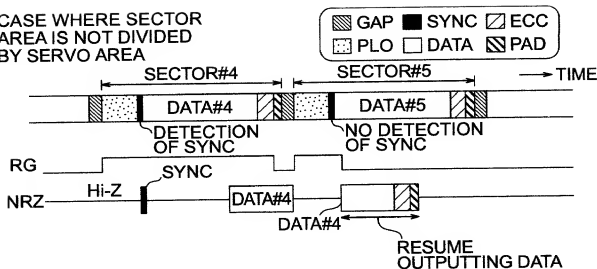 CASE WHERE SECTOR
AREA IS NOT DIVIDED
BY SERVO AREA
GAP SYNC ECC
PLO DATA PAD
SECTOR#4 SECTOR#5 TIME
DATA#4 DATA#5
DETECTION
OF SYNC
NO DETECTION
OF SYNC
RG
SYNC
Hi-Z
NRZ
DATA#4
DATA#4
RESUME
OUTPUTTING DATA